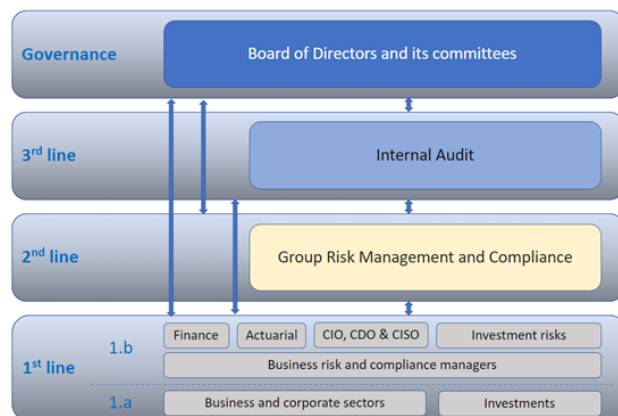 Governance
Board of Directors and its committees
3rd line
Internal Audit
2nd line
Group Risk Management and Compliance
1st line
1.b
Finance
Actuarial
CIO, CDO & CISO
Investment risks
Business risk and compliance managers
1.a
Business and corporate sectors
Investments